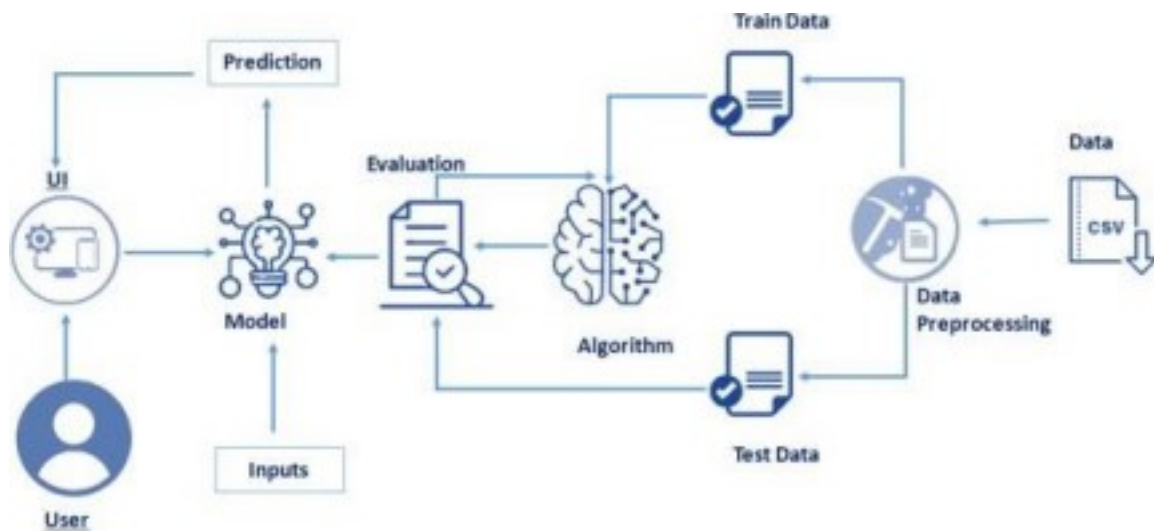 Train Data
Prediction
Data
Evaluation
UI
CSV
Model
Data
Preprocessing
Algorithm
Test Data
Inputs
User